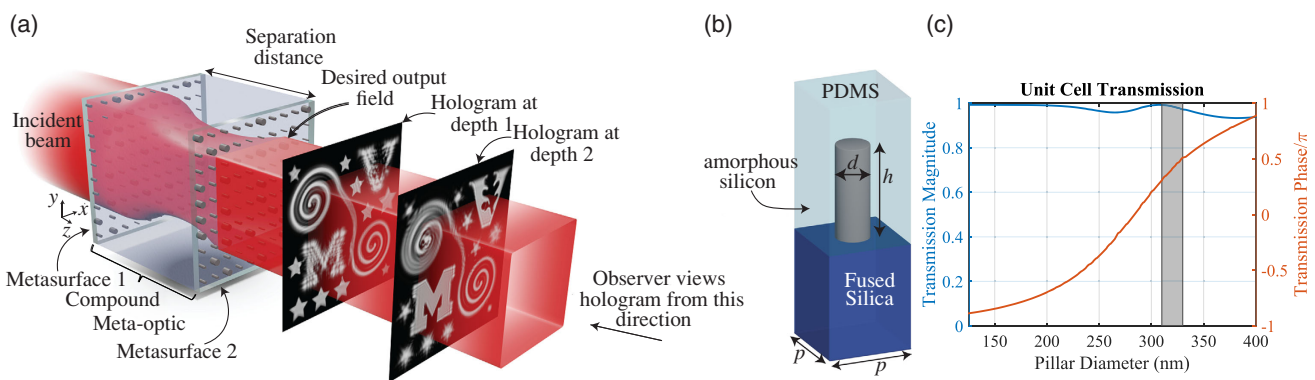 (a)
Separation
distance
Desired output
field
Hologram at
depth 1
Hologram at
depth 2
Incident
beam
y
x
z
V
M
V
M
Metasurface 1
Compound
Meta-optic
Metasurface 2
Observer views
hologram from this
direction
(b)
PDMS
amorphous
silicon
d
h
Fused
Silica
p
p
(c)
Unit Cell Transmission
Transmission Magnitude
1
0.8
0.6
0.4
0.2
0
1
0.5
0
-0.5
-1
Transmission Phase/π
150 200 250 300 350 400
Pillar Diameter (nm)